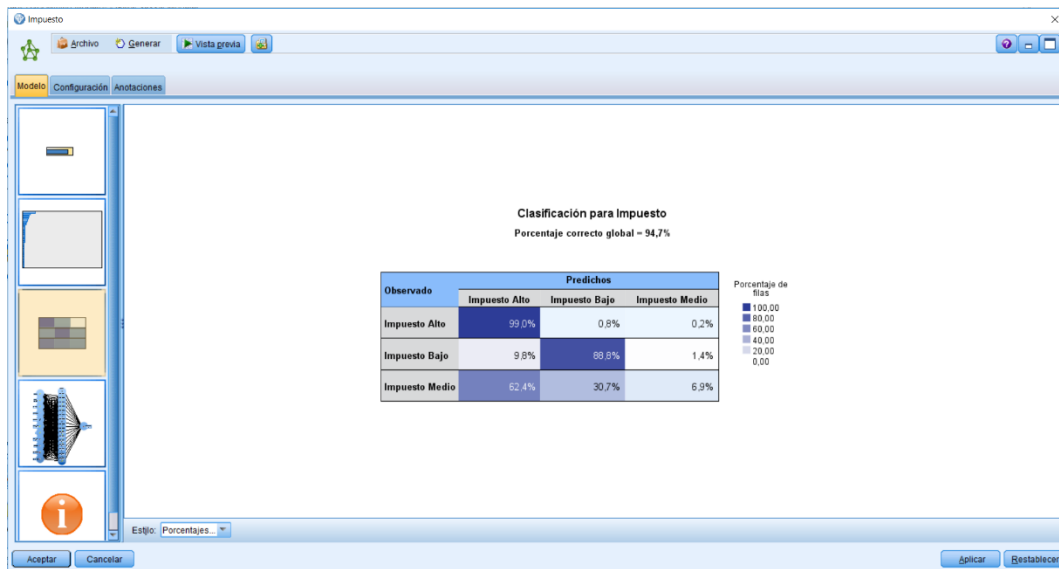 Impuesto
Archivo Generar Vista previa
Modelo Configuración Anotaciones
Clasificación para Impuesto
Porcentaje correcto global = 94,7%
Observado Predichos
Impuesto Alto Impuesto Bajo Impuesto Medio
Impuesto Alto 99,0% 0,8% 0,2%
Impuesto Bajo 9,8% 88,8% 1,4%
Impuesto Medio 62,4% 30,7% 6,9%
Porcentaje de
filas
100,00
80,00
60,00
40,00
20,00
0,00
Estilo: Porcentajes...
Aceptar Cancelar Aplicar Restablecer